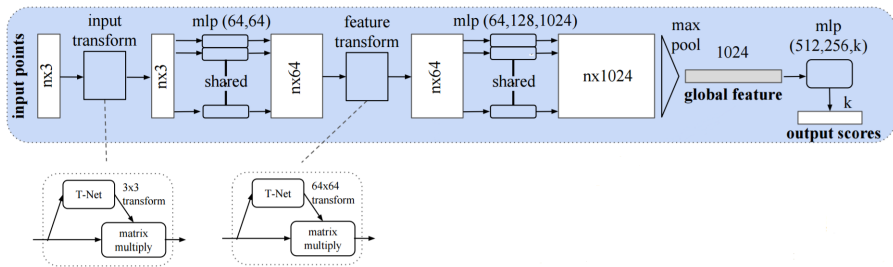 input points
nx3
input
transform
nx3
mlp (64,64)
shared
nx64
feature
transform
nx64
mlp (64,128,1024)
shared
nx1024
max
pool
1024
global feature
mlp
(512,256,k)
k
output scores
T-Net
3x3
transform
matrix
multiply
T-Net
64x64
transform
matrix
multiply